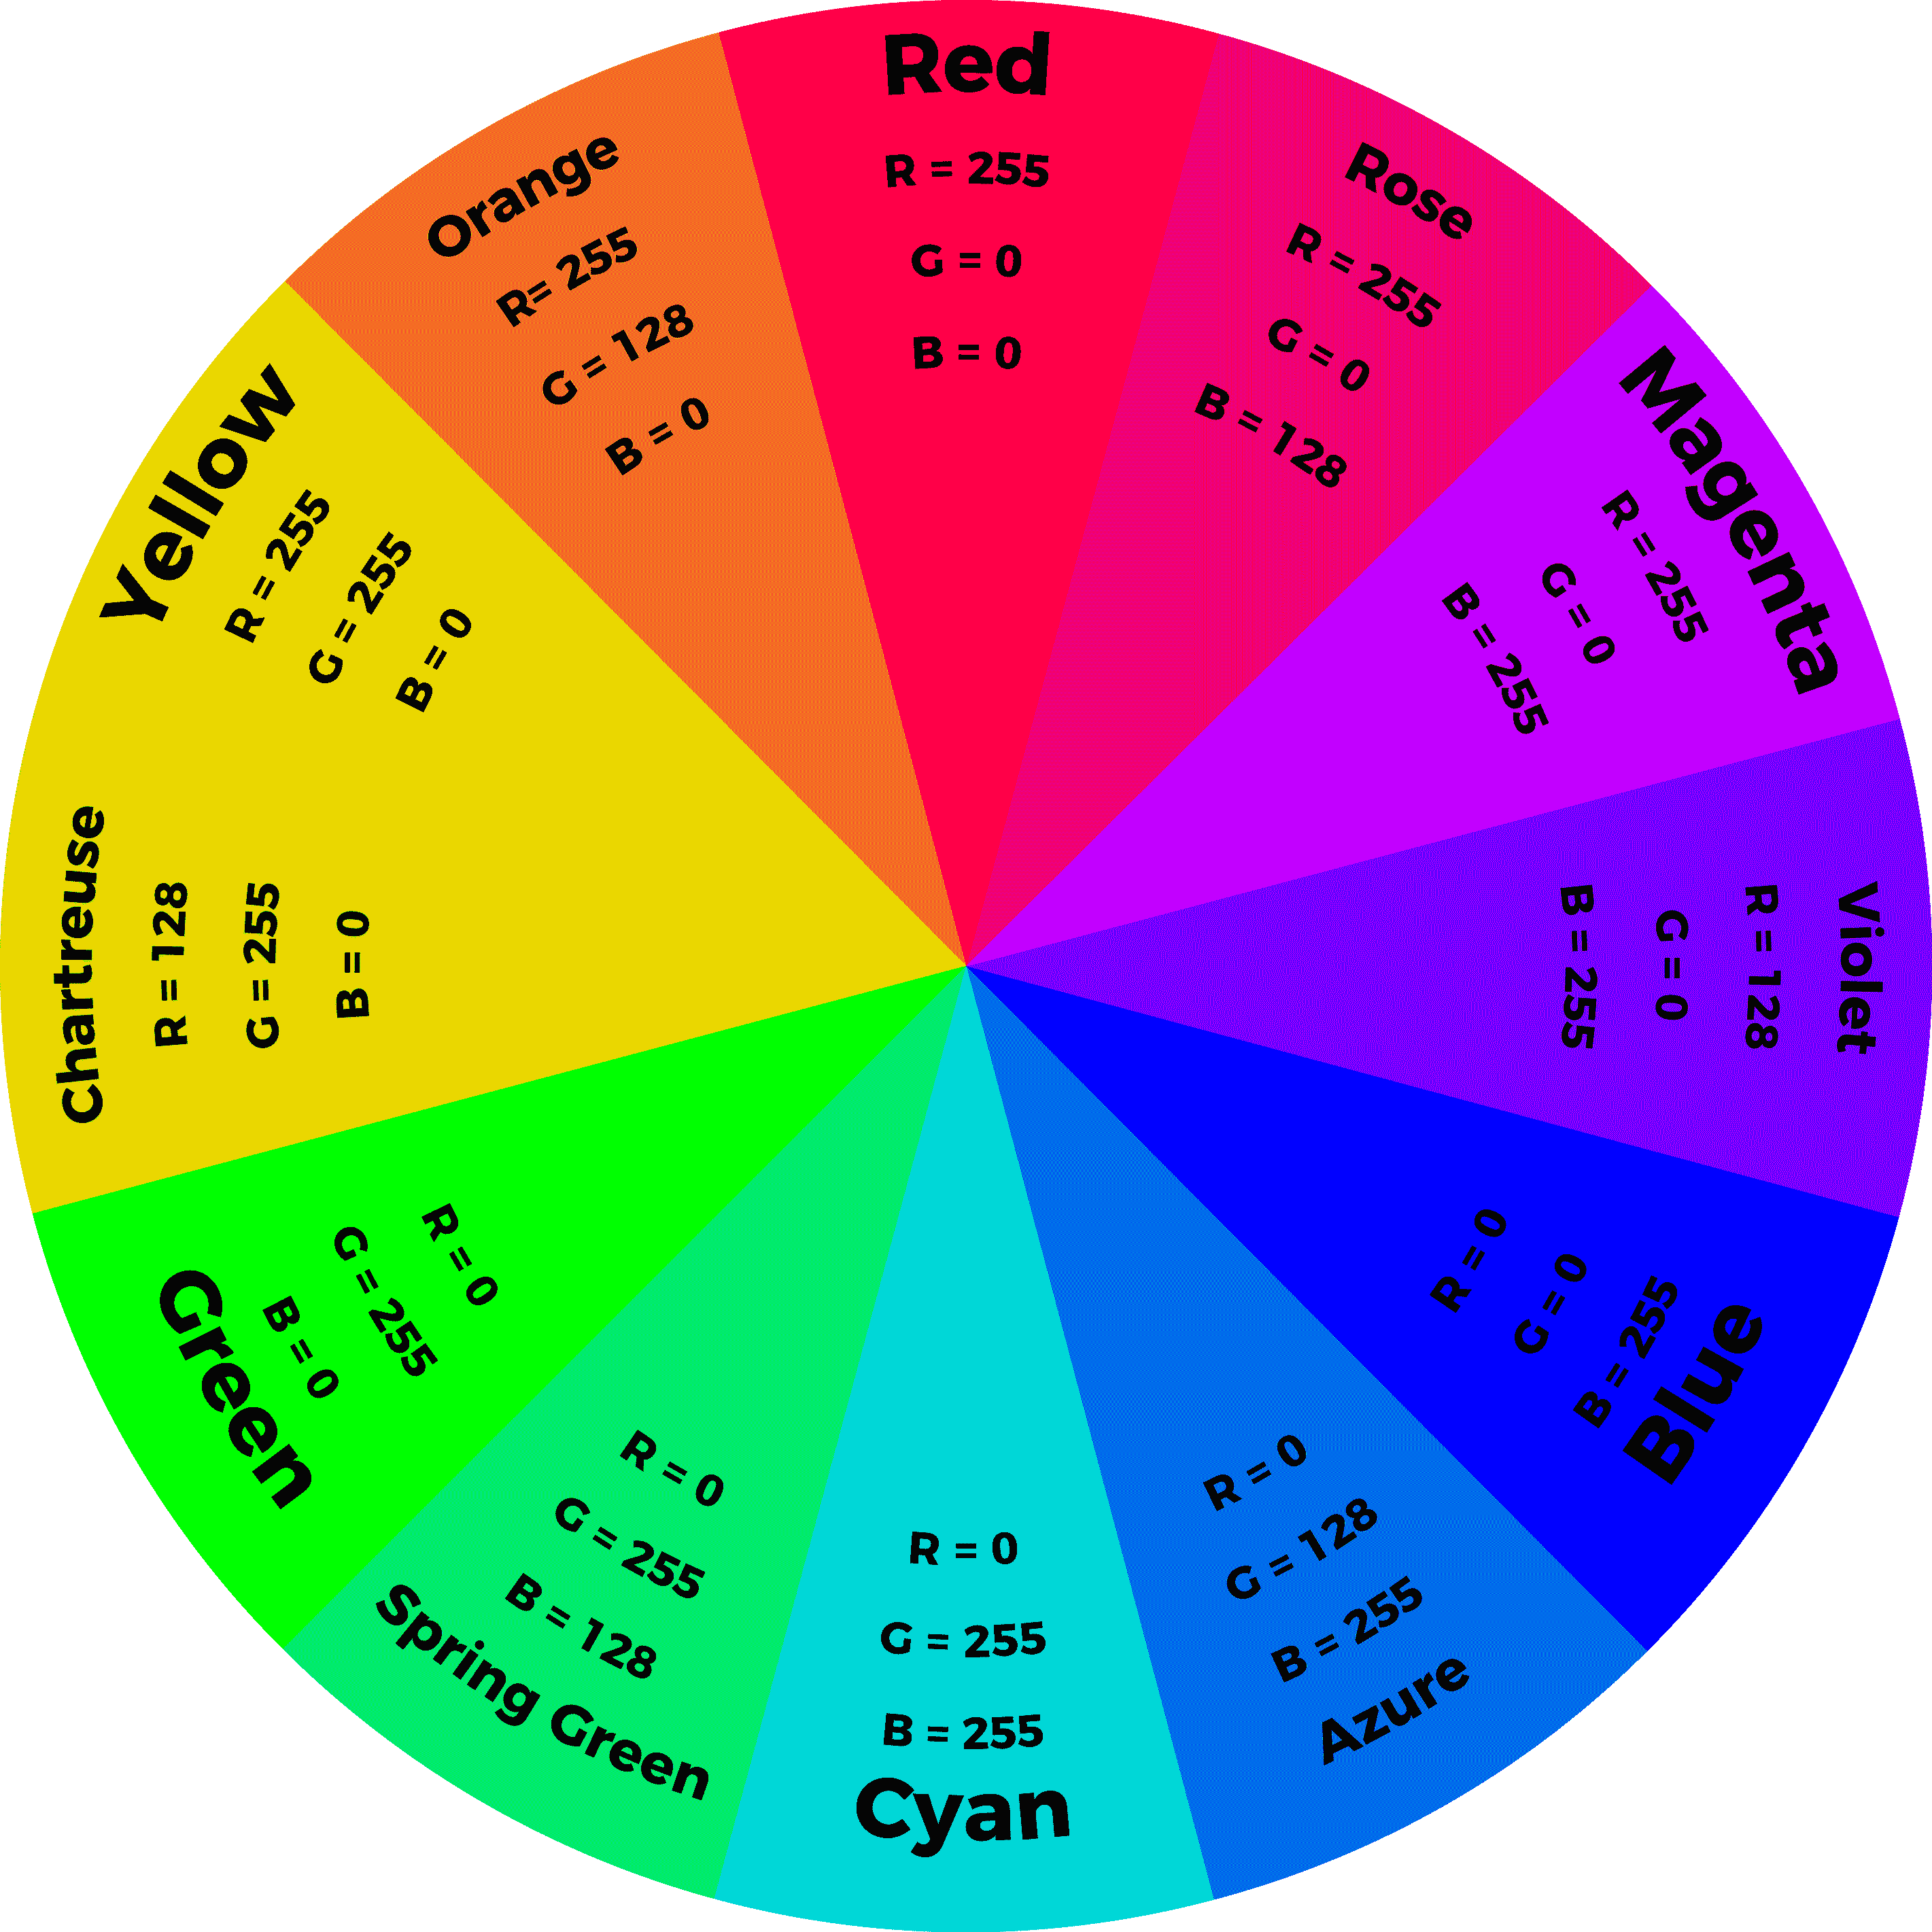 Red
R = 255
G = 0
B = 0
Rose
R = 255
G = 0
B = 128
Magenta
R = 255
G = 0
B = 255
Violet
R = 128
G = 0
B = 255
Blue
R = 0
G = 0
B = 255
Azure
R = 0
G = 128
B = 255
Cyan
R = 0
G = 255
B = 255
Spring Green
R = 0
G = 255
B = 128
Green
R = 0
G = 255
B = 0
Chartreuse
R = 128
G = 255
B = 0
Yellow
R = 255
G = 255
B = 0
Orange
R= 255
G = 128
B = 0